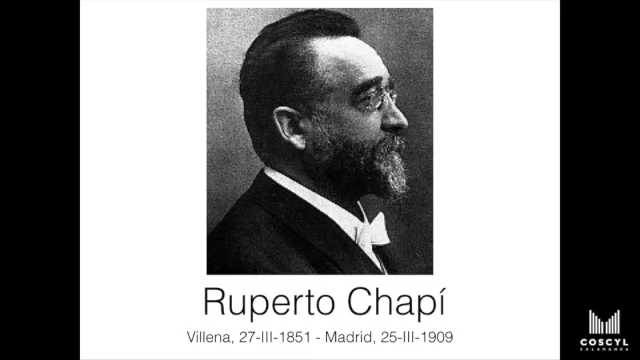 Ruperto Chapí
Villena, 27-III-1851 - Madrid, 25-III-1909
COSCYL
SALAMANCA